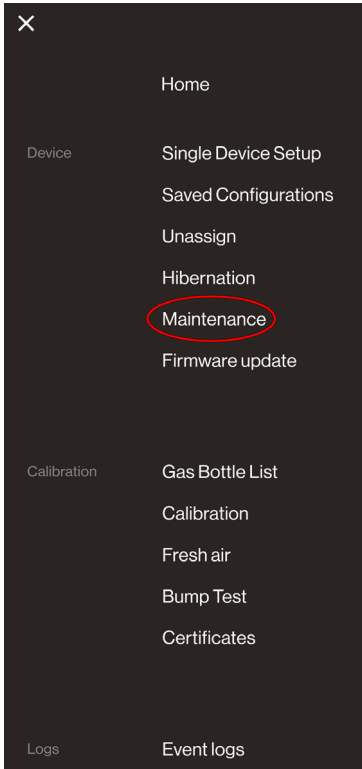 Home
Device Single Device Setup
Saved Configurations
Unassign
Hibernation
Maintenance
Firmware update
Calibration Gas Bottle List
Calibration
Fresh air
Bump Test
Certificates
Logs Event logs